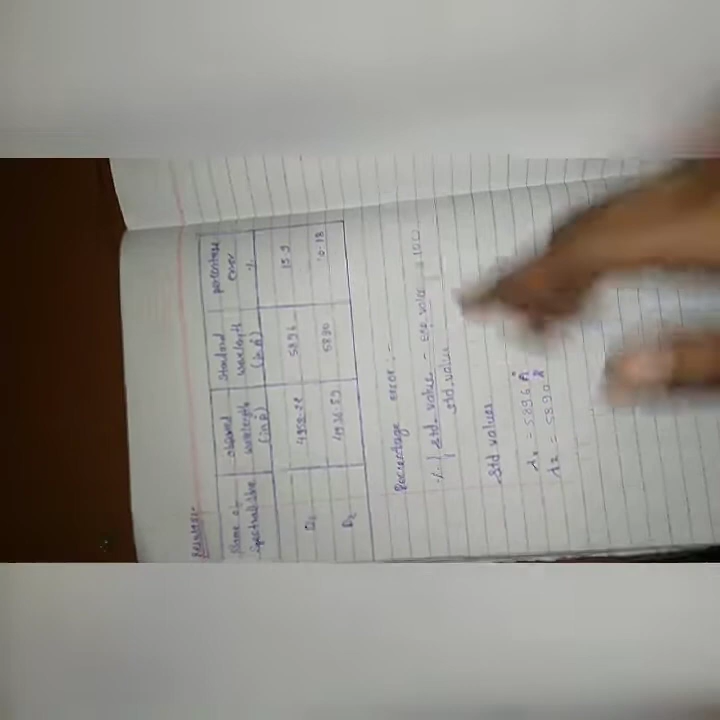 Result:-
Name of Spectral line
observed wavelength (in Å)
Standard wavelength (in Å)
percentage error %
D1
5896
15.9
D2
5890
Percentage error :-
% | std. value - exp. value
std. value
x 100
Std values
λ1 = 5896 Å
λ2 = 5890 Å